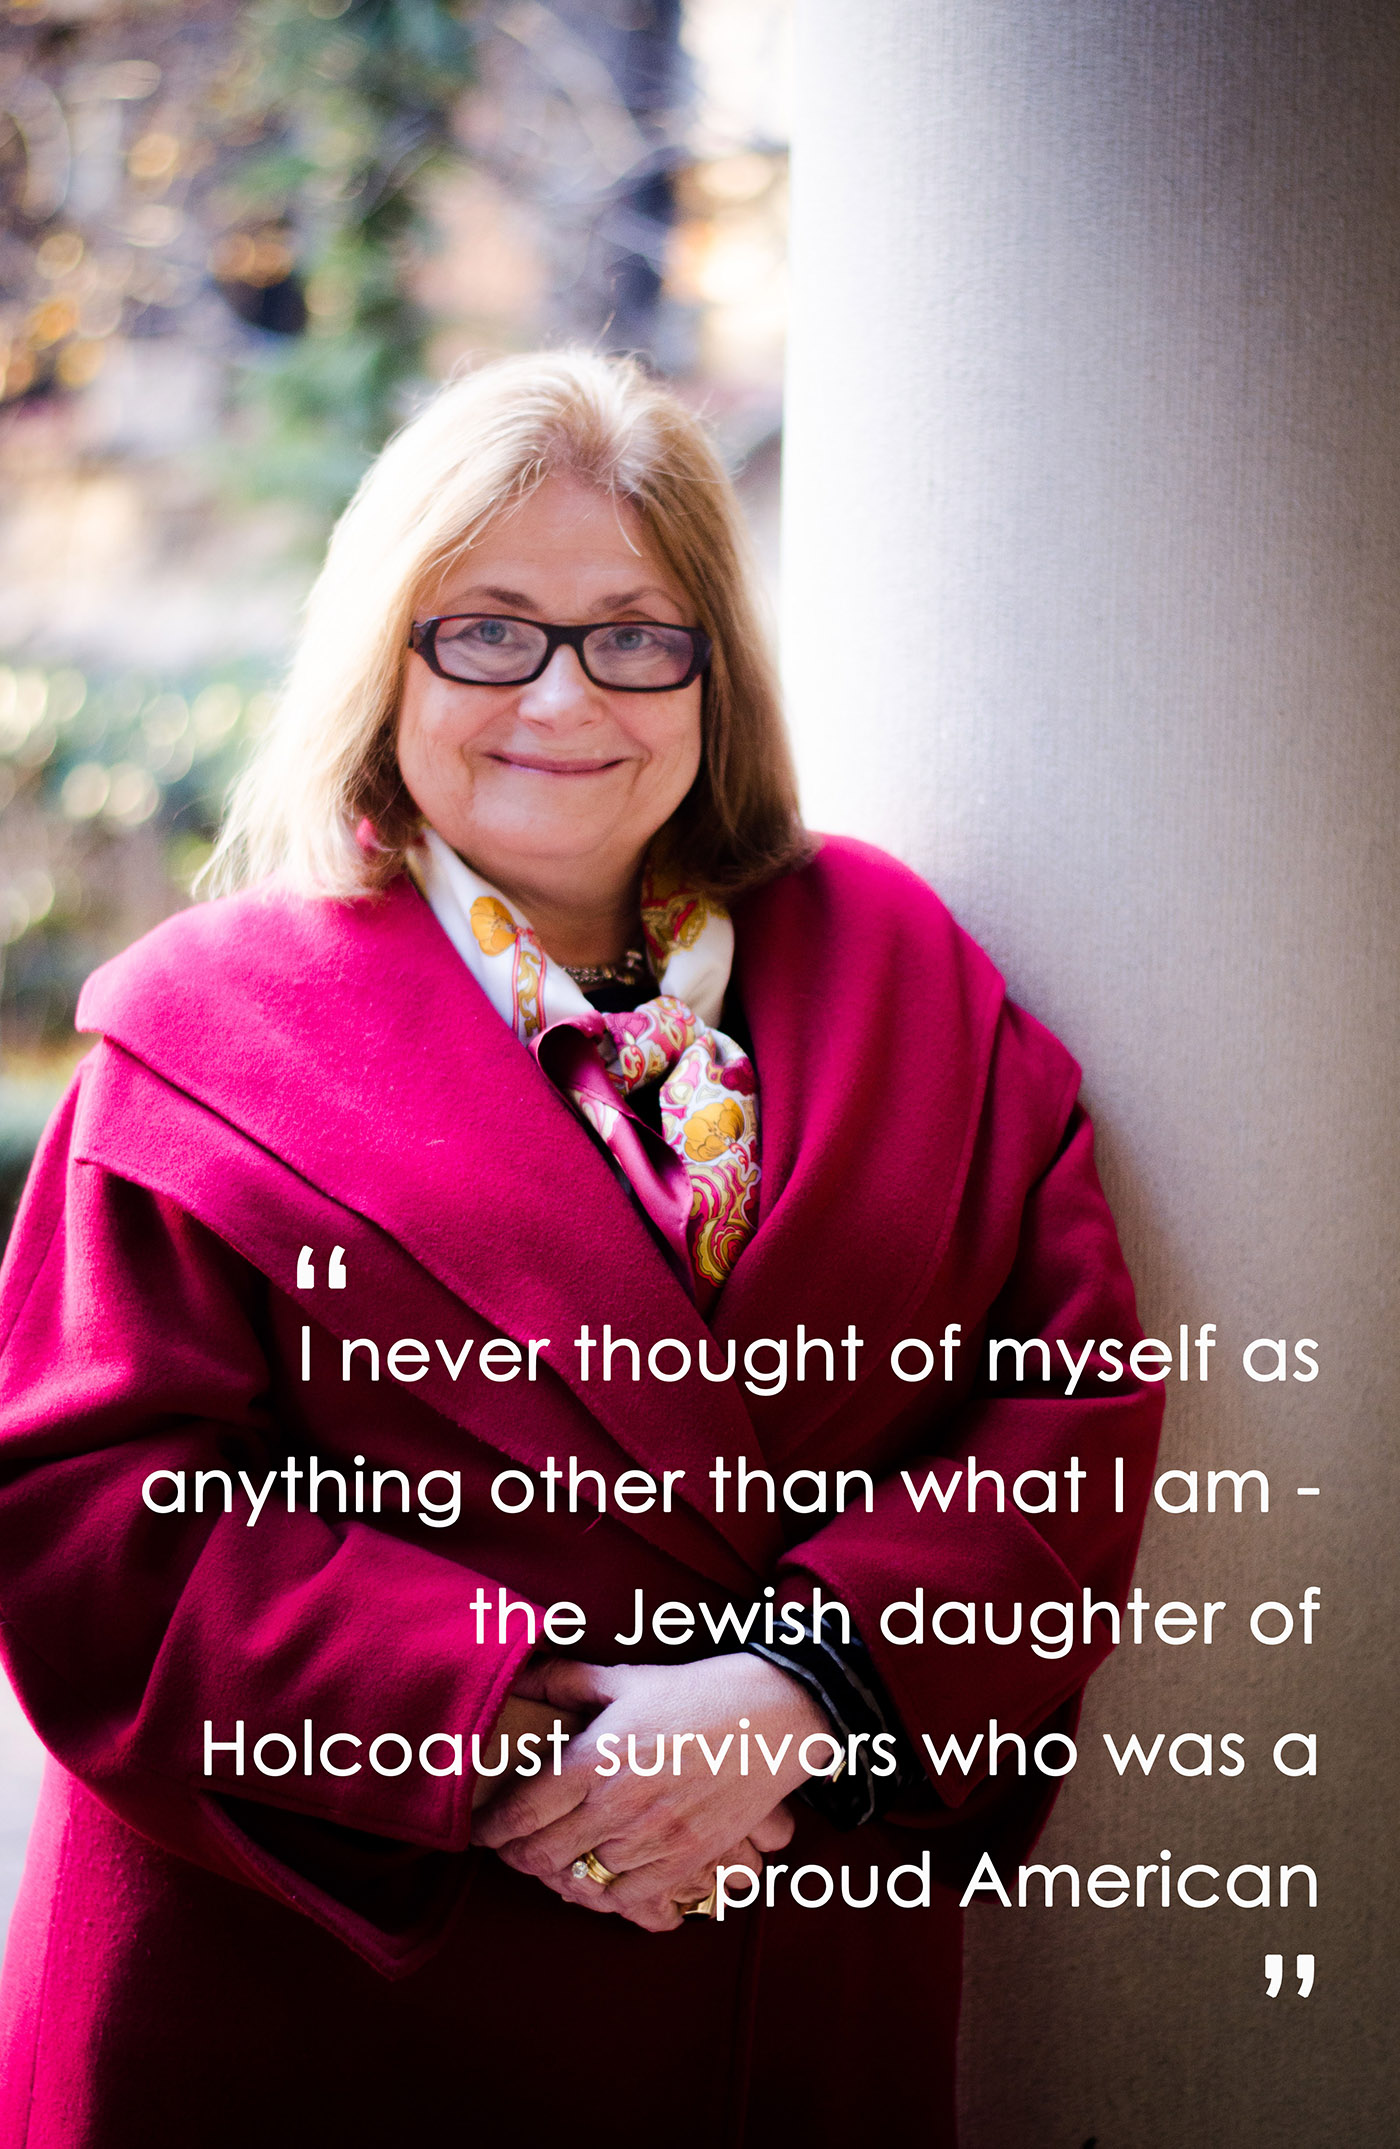 “
I never thought of myself as
anything other than what I am -
the Jewish daughter of
Holcoaust survivors who was a
proud American
”